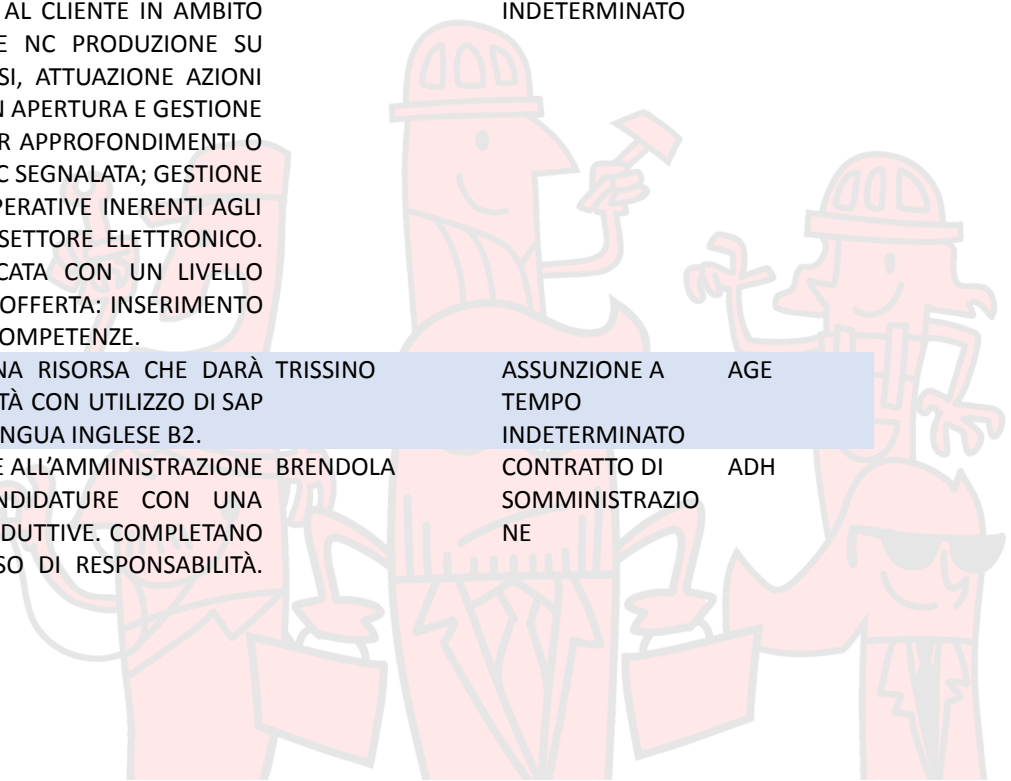 AL CLIENTE IN AMBITO
E NC PRODUZIONE SU
SI, ATTUAZIONE AZIONI
N APERTURA E GESTIONE
R APPROFONDIMENTI O
C SEGNALATA; GESTIONE
PERATIVE INERENTI AGLI
SETTORE ELETTRONICO.
CATA CON UN LIVELLO
OFFERTA: INSERIMENTO
OMPETENZE.
INDETERMINATO
NA RISORSA CHE DARÀ
TÀ CON UTILIZZO DI SAP
NGUA INGLESE B2.
TRISSINO
ASSUNZIONE A
TEMPO
INDETERMINATO
AGE
E ALL’AMMINISTRAZIONE
NDIDATURE CON UNA
DUTTIVE. COMPLETANO
SO DI RESPONSABILITÀ.
BRENDOLA
CONTRATTO DI
SOMMINISTRAZIO
NE
ADH